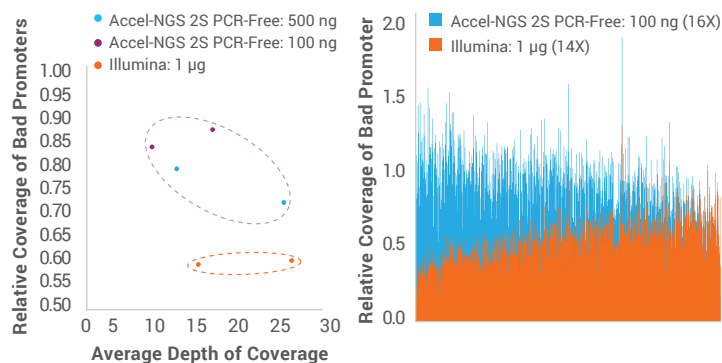 Accel-NGS 2S PCR-Free: 500 ng
Accel-NGS 2S PCR-Free: 100 ng
Illumina: 1 µg
Relative Coverage of Bad Promoters
1.00
0.95
0.90
0.85
0.80
0.75
0.70
0.65
0.60
0.55
0.50
0 5 10 15 20 25 30
Average Depth of Coverage
Accel-NGS 2S PCR-Free: 100 ng (16X)
Illumina: 1 µg (14X)
Relative Coverage of Bad Promoter
2.0
1.5
1.0
0.5
0.0